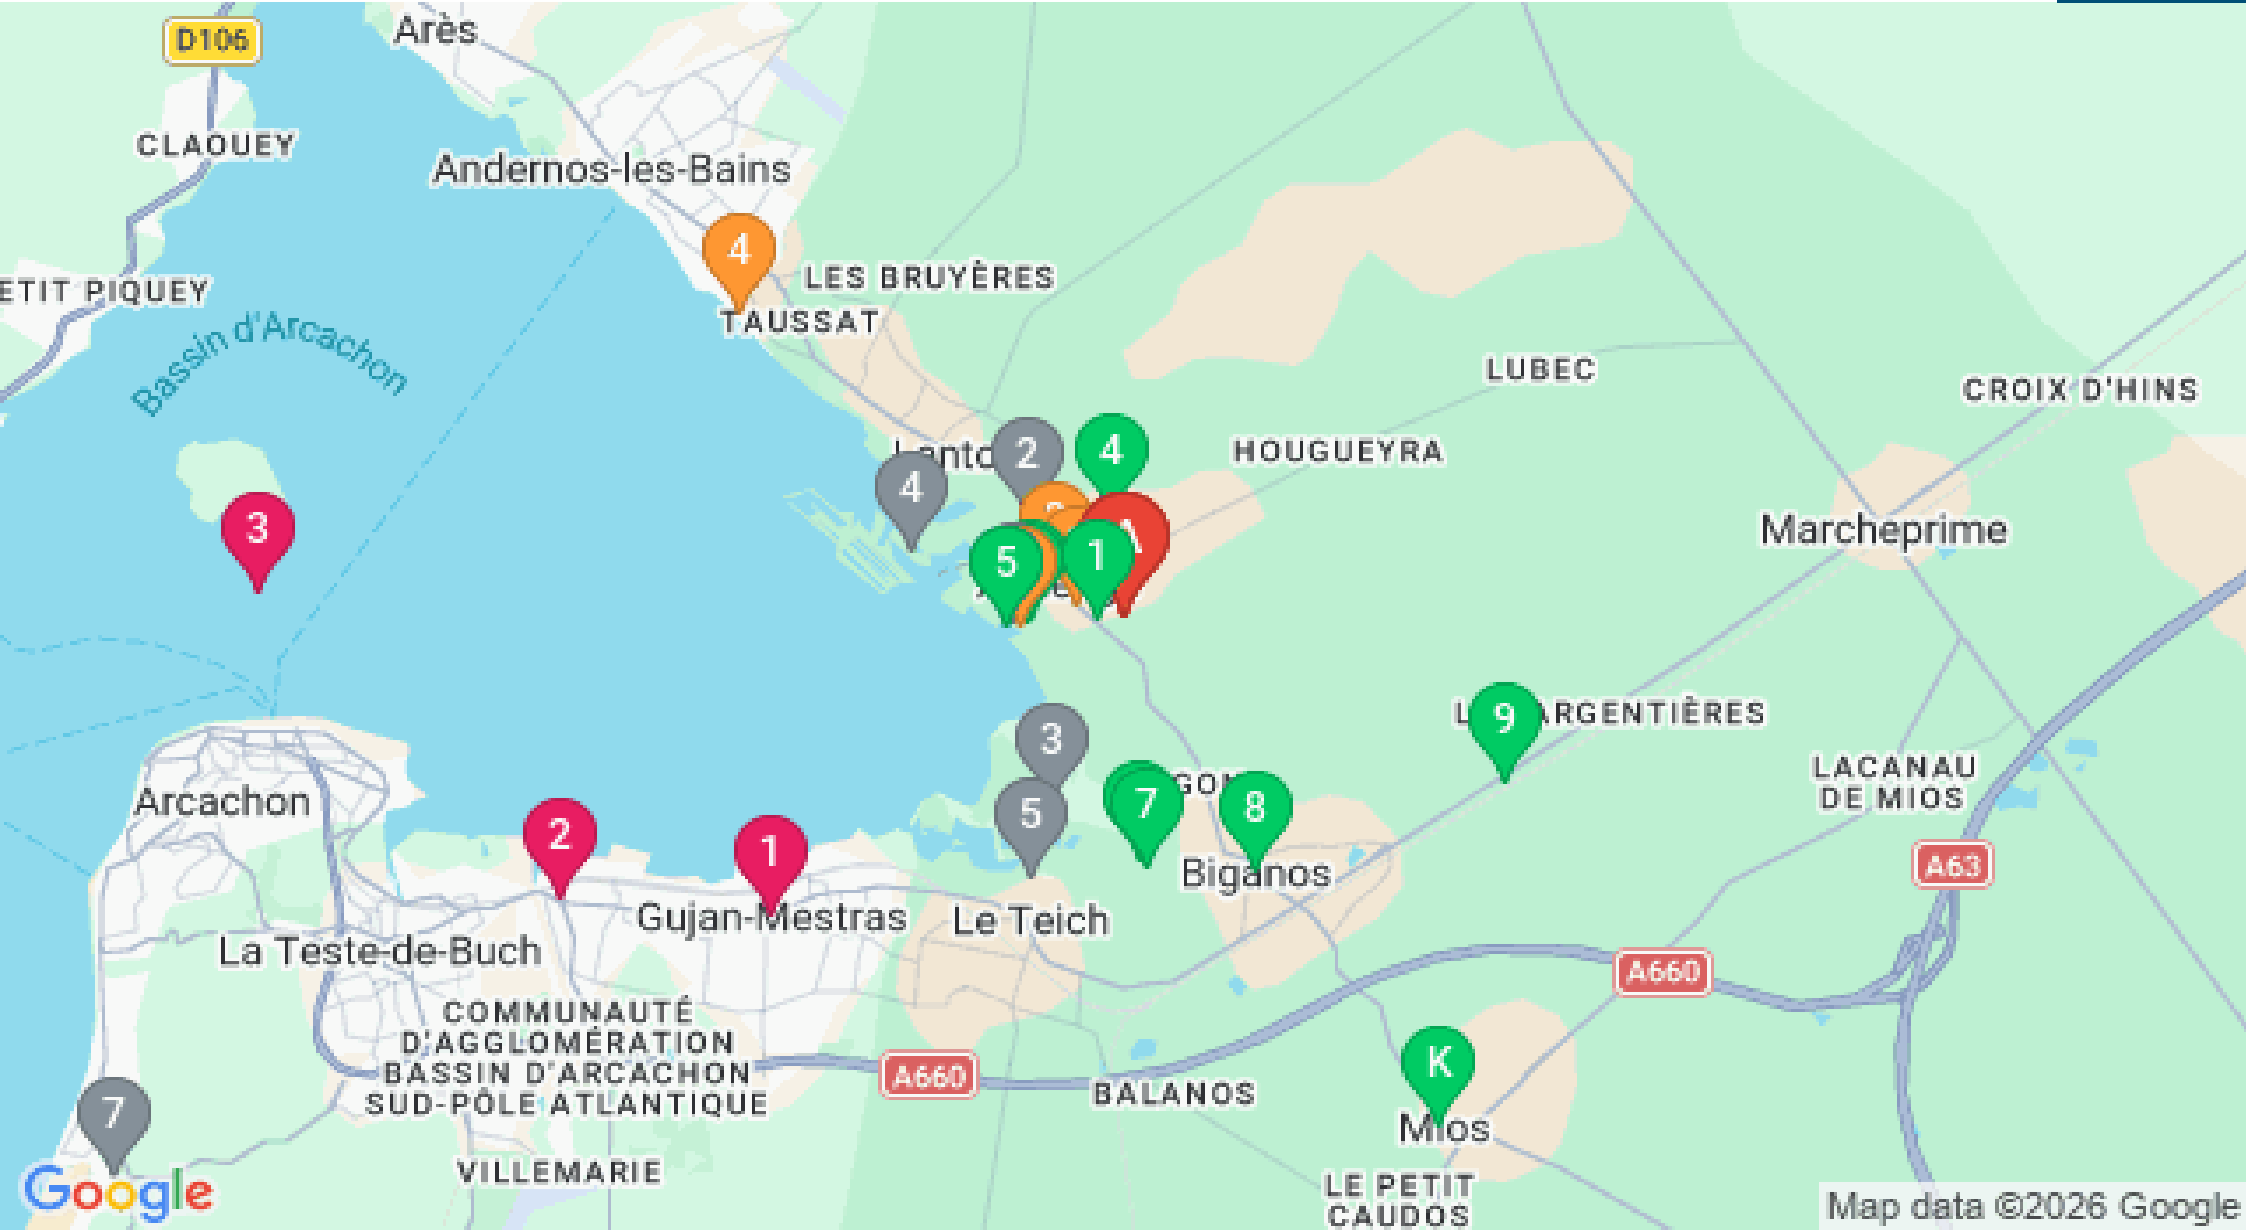 Arès
D106
CLAOUEY
Andernos-les-Bains
4
LES BRUYÈRES
ETIT PIQUEY
TAUSSAT
Bassin d'Arcachon
LUBEC
CROIX D'HINS
2
4
HOUGUEYRA
4
3
5
1
A
Marcheprime
3
9
ARGENTIÈRES
LACANAU
DE MIOS
Arcachon
7
8
5
2
1
Biganos
A63
Gujan-Mestras
Le Teich
La Teste-de-Buch
A660
COMMUNAUTÉ
D'AGGLOMÉRATION
BASSIN D'ARCACHON
SUD-PÔLE ATLANTIQUE
A660
BALANOS
K
Mios
7
VILLEMARIE
LE PETIT
CAUDOS
Google
Map data ©2026 Google